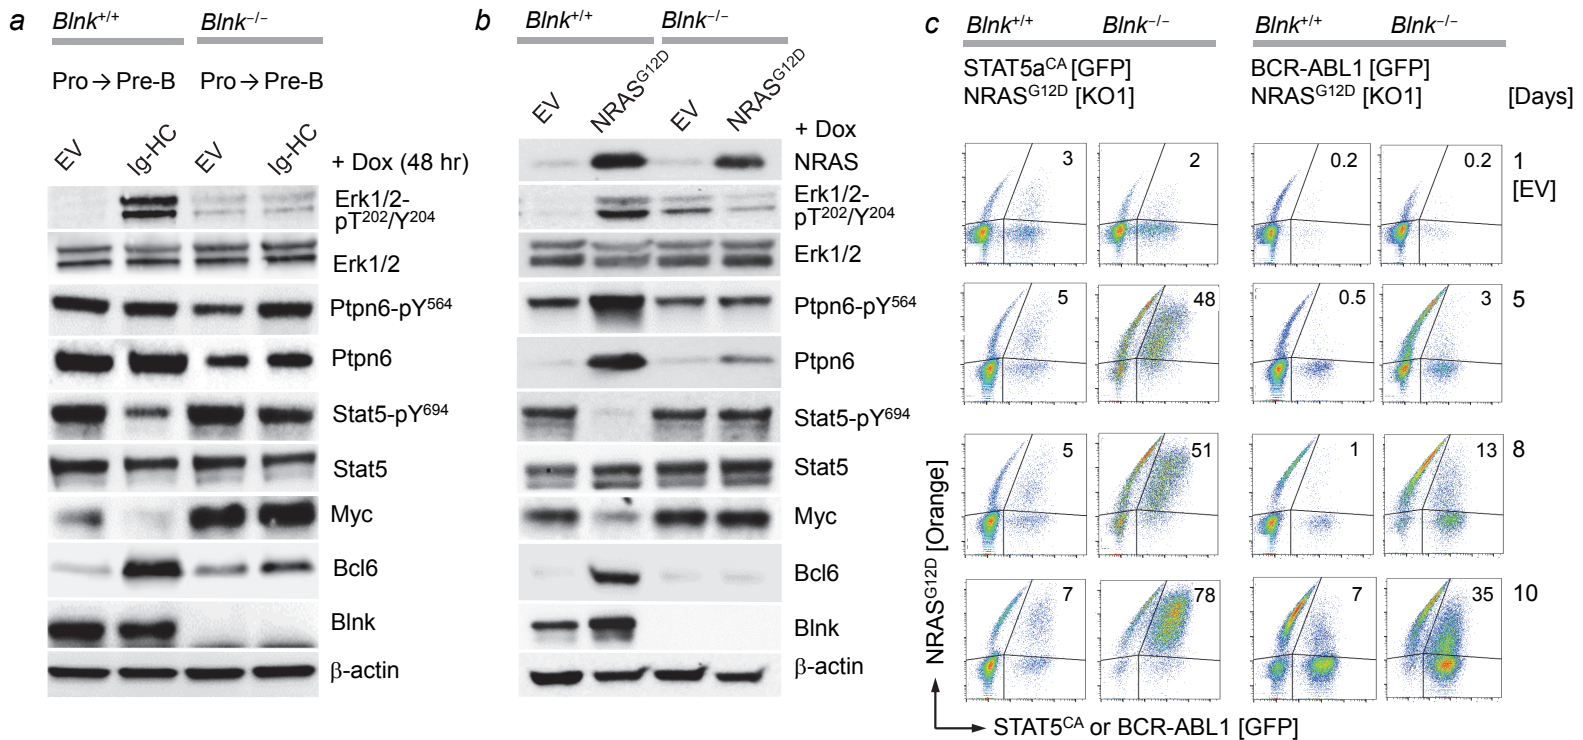 a
Blnk+/+
Blnk−/−
Pro → Pre-B
Pro → Pre-B
EV
Ig-HC
EV
Ig-HC
+ Dox (48 hr)
Erk1/2-
pT202/Y204
Erk1/2
Ptpn6-pY564
Ptpn6
Stat5-pY694
Stat5
Myc
Bcl6
Blnk
β-actin
b
Blnk+/+
Blnk−/−
EV
NRASG12D
EV
NRASG12D
+ Dox
NRAS
Erk1/2-
pT202/Y204
Erk1/2
Ptpn6-pY564
Ptpn6
Stat5-pY694
Stat5
Myc
Bcl6
Blnk
β-actin
c
Blnk+/+
Blnk−/−
Blnk+/+
Blnk−/−
STAT5aCA [GFP]
NRASG12D [KO1]
BCR-ABL1 [GFP]
NRASG12D [KO1]
[Days]
3
2
0.2
0.2
1
[EV]
5
48
0.5
3
5
5
51
1
13
8
7
78
7
35
10
NRASG12D [Orange]
STAT5CA or BCR-ABL1 [GFP]